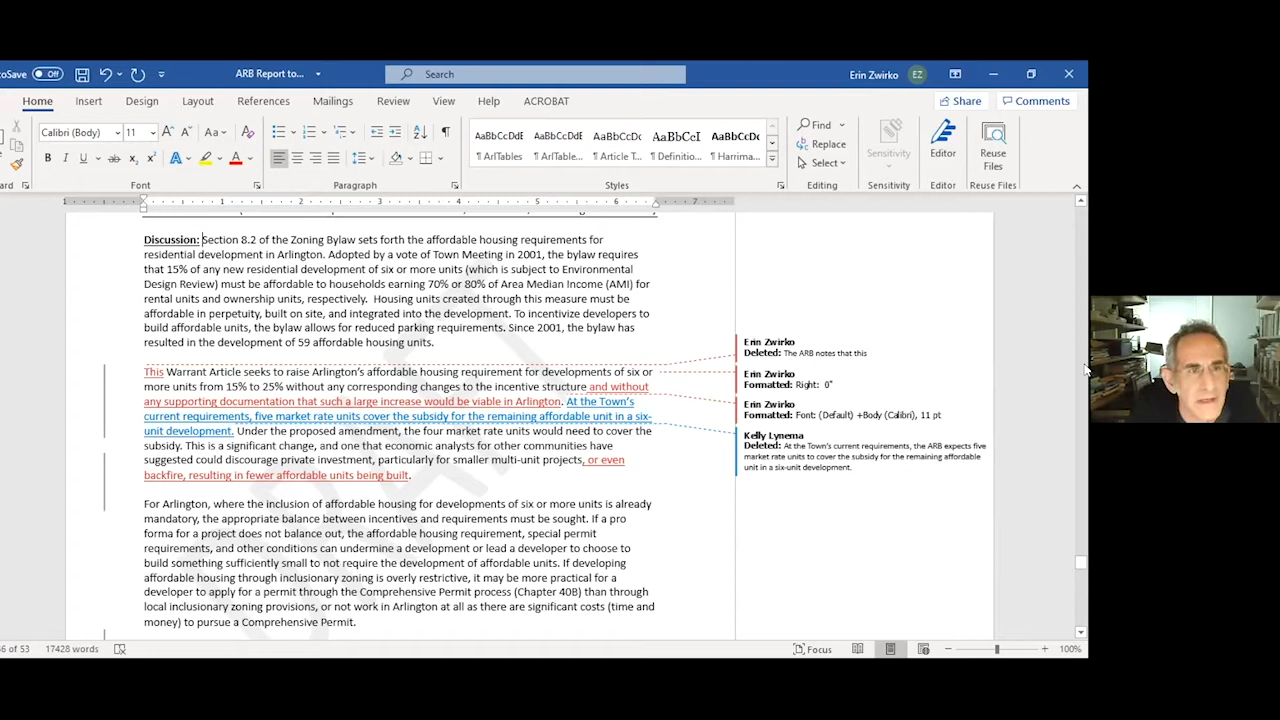 toSave Off ARB Report to... Search Erin Zwirko EZ
Home Insert Design Layout References Mailings Review View Help ACROBAT Share Comments
Calibri (Body) 11 A^ Aˇ Aa AaBbCcDdE AaBbCcDdE AaBbCcDc AaBbCcI AaBbCcDc Find
Replace
B I U ab x₂ x² A A ¶ ArlTables ¶ ArlTable... ¶ Article T... ¶ Definitio... ¶ Harrima... Select Sensitivity Editor Reuse Files
ard Font Paragraph Styles Editing Sensitivity Editor Reuse Files
1 1 2 3 4 5 6 7
Discussion: Section 8.2 of the Zoning Bylaw sets forth the affordable housing requirements for
residential development in Arlington. Adopted by a vote of Town Meeting in 2001, the bylaw requires
that 15% of any new residential development of six or more units (which is subject to Environmental
Design Review) must be affordable to households earning 70% or 80% of Area Median Income (AMI) for
rental units and ownership units, respectively. Housing units created through this measure must be
affordable in perpetuity, built on site, and integrated into the development. To incentivize developers to
build affordable units, the bylaw allows for reduced parking requirements. Since 2001, the bylaw has
resulted in the development of 59 affordable housing units.
This Warrant Article seeks to raise Arlington's affordable housing requirement for developments of six or
more units from 15% to 25% without any corresponding changes to the incentive structure and without
any supporting documentation that such a large increase would be viable in Arlington. At the Town's
current requirements, five market rate units cover the subsidy for the remaining affordable unit in a six-
unit development. Under the proposed amendment, the four market rate units would need to cover the
subsidy. This is a significant change, and one that economic analysts for other communities have
suggested could discourage private investment, particularly for smaller multi-unit projects, or even
backfire, resulting in fewer affordable units being built.
For Arlington, where the inclusion of affordable housing for developments of six or more units is already
mandatory, the appropriate balance between incentives and requirements must be sought. If a pro
forma for a project does not balance out, the affordable housing requirement, special permit
requirements, and other conditions can undermine a development or lead a developer to choose to
build something sufficiently small to not require the development of affordable units. If developing
affordable housing through inclusionary zoning is overly restrictive, it may be more practical for a
developer to apply for a permit through the Comprehensive Permit process (Chapter 40B) than through
local inclusionary zoning provisions, or not work in Arlington at all as there are significant costs (time and
money) to pursue a Comprehensive Permit.
DRAFT
Erin Zwirko
Deleted: The ARB notes that this
Erin Zwirko
Formatted: Right: 0"
Erin Zwirko
Formatted: Font: (Default) +Body (Calibri), 11 pt
Kelly Lynema
Deleted: At the Town's current requirements, the ARB expects five
market rate units to cover the subsidy for the remaining affordable
unit in a six-unit development.
6 of 53 17428 words Focus 100%